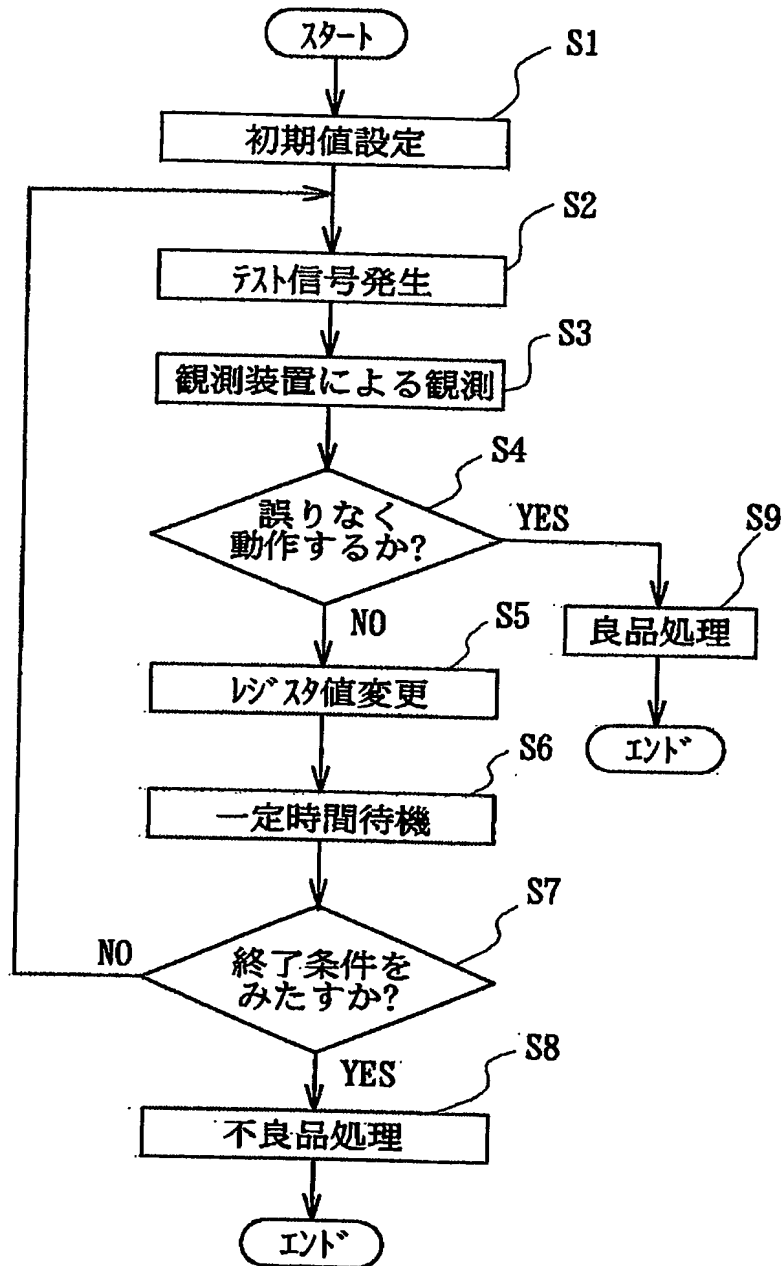 スタート
S1
初期値設定
S2
テスト信号発生
S3
観測装置による観測
S4
誤りなく
動作するか?
YES
S9
NO
良品処理
S5
レジスタ値変更
エンド
S6
一定時間待機
S7
NO
終了条件を
みたすか?
YES
S8
不良品処理
エンド